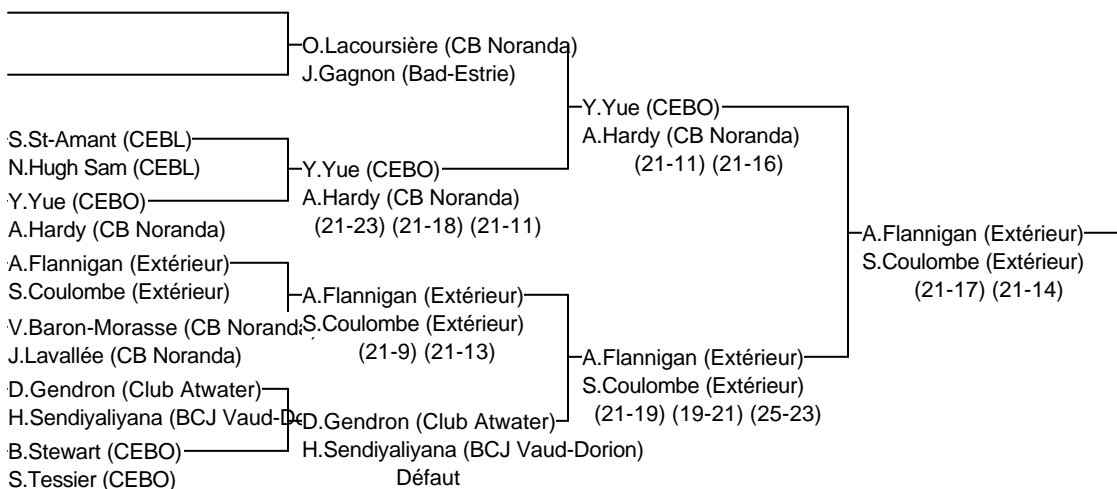 O.Lacoursière (CB Noranda)
J.Gagnon (Bad-Estrie)
S.St-Amant (CEBL)
N.Hugh Sam (CEBL)
Y.Yue (CEBO)
A.Hardy (CB Noranda)
A.Flannigan (Extérieur)
S.Coulombe (Extérieur)
V.Baron-Morasse (CB Noranda)
J.Lavallée (CB Noranda)
D.Gendron (Club Atwater)
H.Sendiyaliyana (BCJ Vaud-Do
B.Stewart (CEBO)
S.Tessier (CEBO)
Y.Yue (CEBO)
A.Hardy (CB Noranda)
(21-23) (21-18) (21-11)
A.Flannigan (Extérieur)
S.Coulombe (Extérieur)
(21-9) (21-13)
D.Gendron (Club Atwater)
H.Sendiyaliyana (BCJ Vaud-Dorion)
Défaut
Y.Yue (CEBO)
A.Hardy (CB Noranda)
(21-11) (21-16)
A.Flannigan (Extérieur)
S.Coulombe (Extérieur)
(21-19) (19-21) (25-23)
A.Flannigan (Extérieur)
S.Coulombe (Extérieur)
(21-17) (21-14)